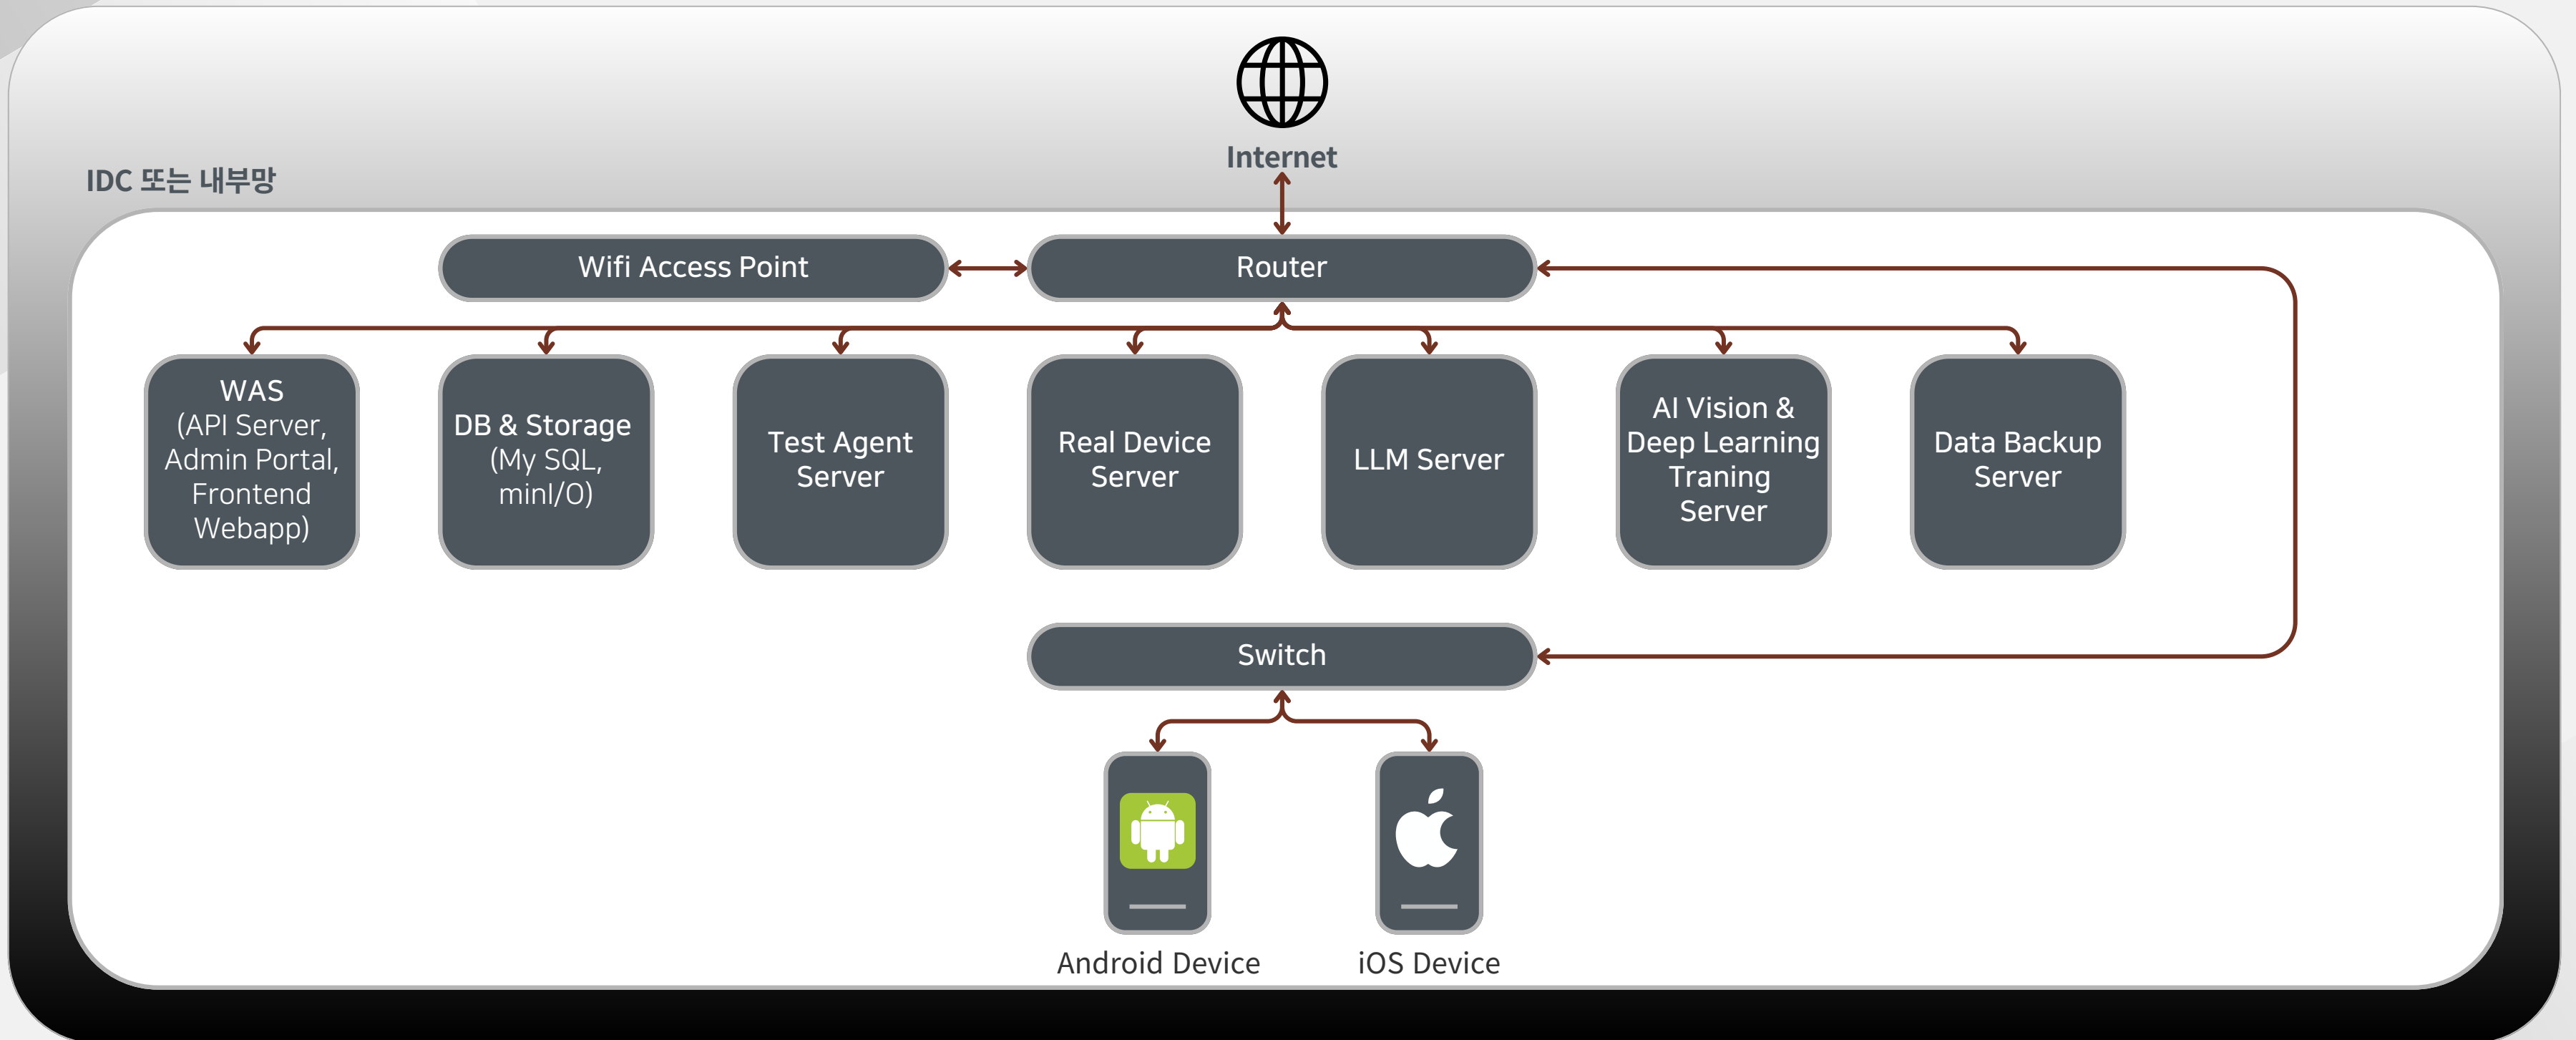 Internet
IDC 또는 내부망
Wifi Access Point
Router
WAS
(API Server,
Admin Portal,
Frontend
Webapp)
DB & Storage
(My SQL,
minI/O)
Test Agent
Server
Real Device
Server
LLM Server
AI Vision &
Deep Learning
Traning
Server
Data Backup
Server
Switch
Android Device
iOS Device